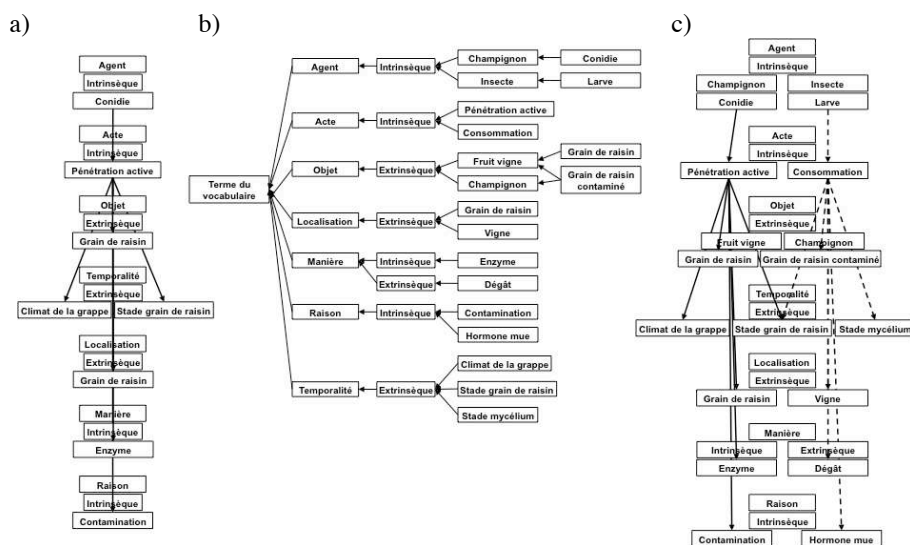 a)
Agent
Intrinsèque
Conidie
Acte
Intrinsèque
Pénétration active
Objet
Extrinsèque
Grain de raisin
Temporalité
Extrinsèque
Climat de la grappe
Stade grain de raisin
Localisation
Extrinsèque
Grain de raisin
Manière
Intrinsèque
Enzyme
Raison
Intrinsèque
Contamination
b)
Terme du
vocabulaire
Agent
Intrinsèque
Champignon
Conidie
Insecte
Larve
Acte
Intrinsèque
Pénétration active
Consommation
Objet
Extrinsèque
Fruit vigne
Grain de raisin
Champignon
Grain de raisin
contaminé
Localisation
Extrinsèque
Grain de raisin
Vigne
Manière
Intrinsèque
Enzyme
Extrinsèque
Dégât
Raison
Intrinsèque
Contamination
Hormone mue
Temporalité
Extrinsèque
Climat de la grappe
Stade grain de raisin
Stade mycélium
c)
Agent
Intrinsèque
Champignon
Insecte
Conidie
Larve
Acte
Intrinsèque
Pénétration active
Consommation
Objet
Extrinsèque
Fruit vigne
Champignon
Grain de raisin
Grain de raisin contaminé
Temporalité
Extrinsèque
Climat de la grappe
Stade grain de raisin
Stade mycélium
Localisation
Extrinsèque
Grain de raisin
Vigne
Manière
Intrinsèque
Extrinsèque
Enzyme
Dégât
Raison
Intrinsèque
Contamination
Hormone mue